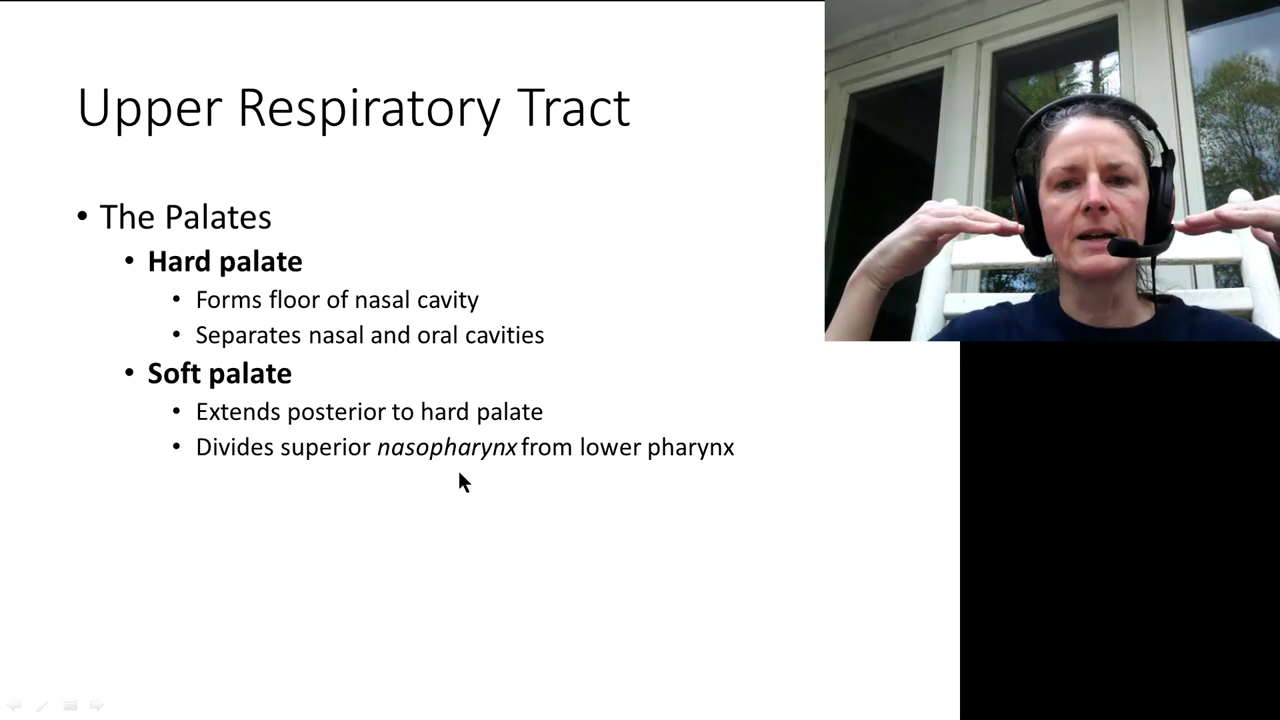 Upper Respiratory Tract
• The Palates
• Hard palate
• Forms floor of nasal cavity
• Separates nasal and oral cavities
• Soft palate
• Extends posterior to hard palate
• Divides superior nasopharynx from lower pharynx